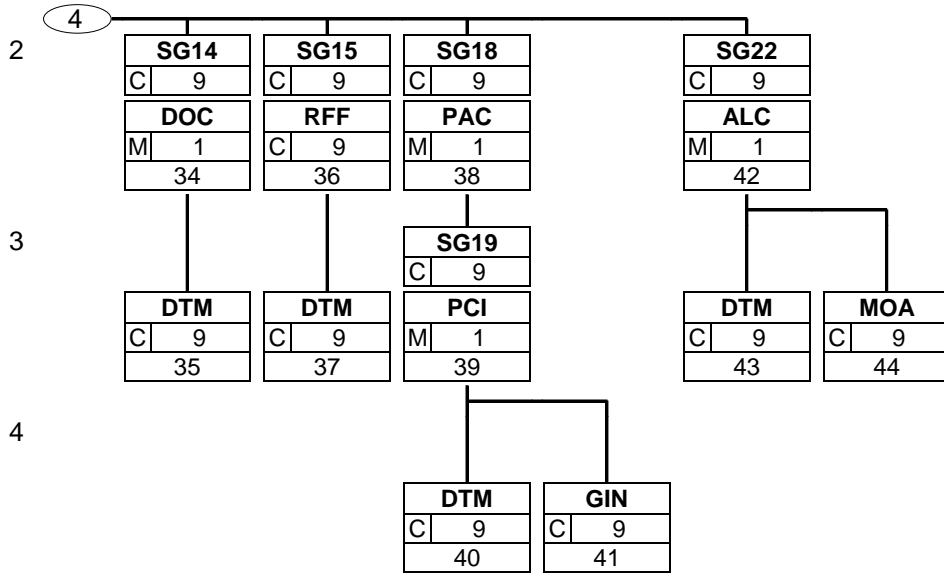 4
2
SG14 SG15 SG18 SG22
C 9 C 9 C 9 C 9
DOC RFF PAC ALC
M 1 C 9 M 1 M 1
34 36 38 42
3
SG19
C 9
DTM DTM PCI DTM MOA
C 9 C 9 M 1 C 9 C 9
35 37 39 43 44
4
DTM GIN
C 9 C 9
40 41